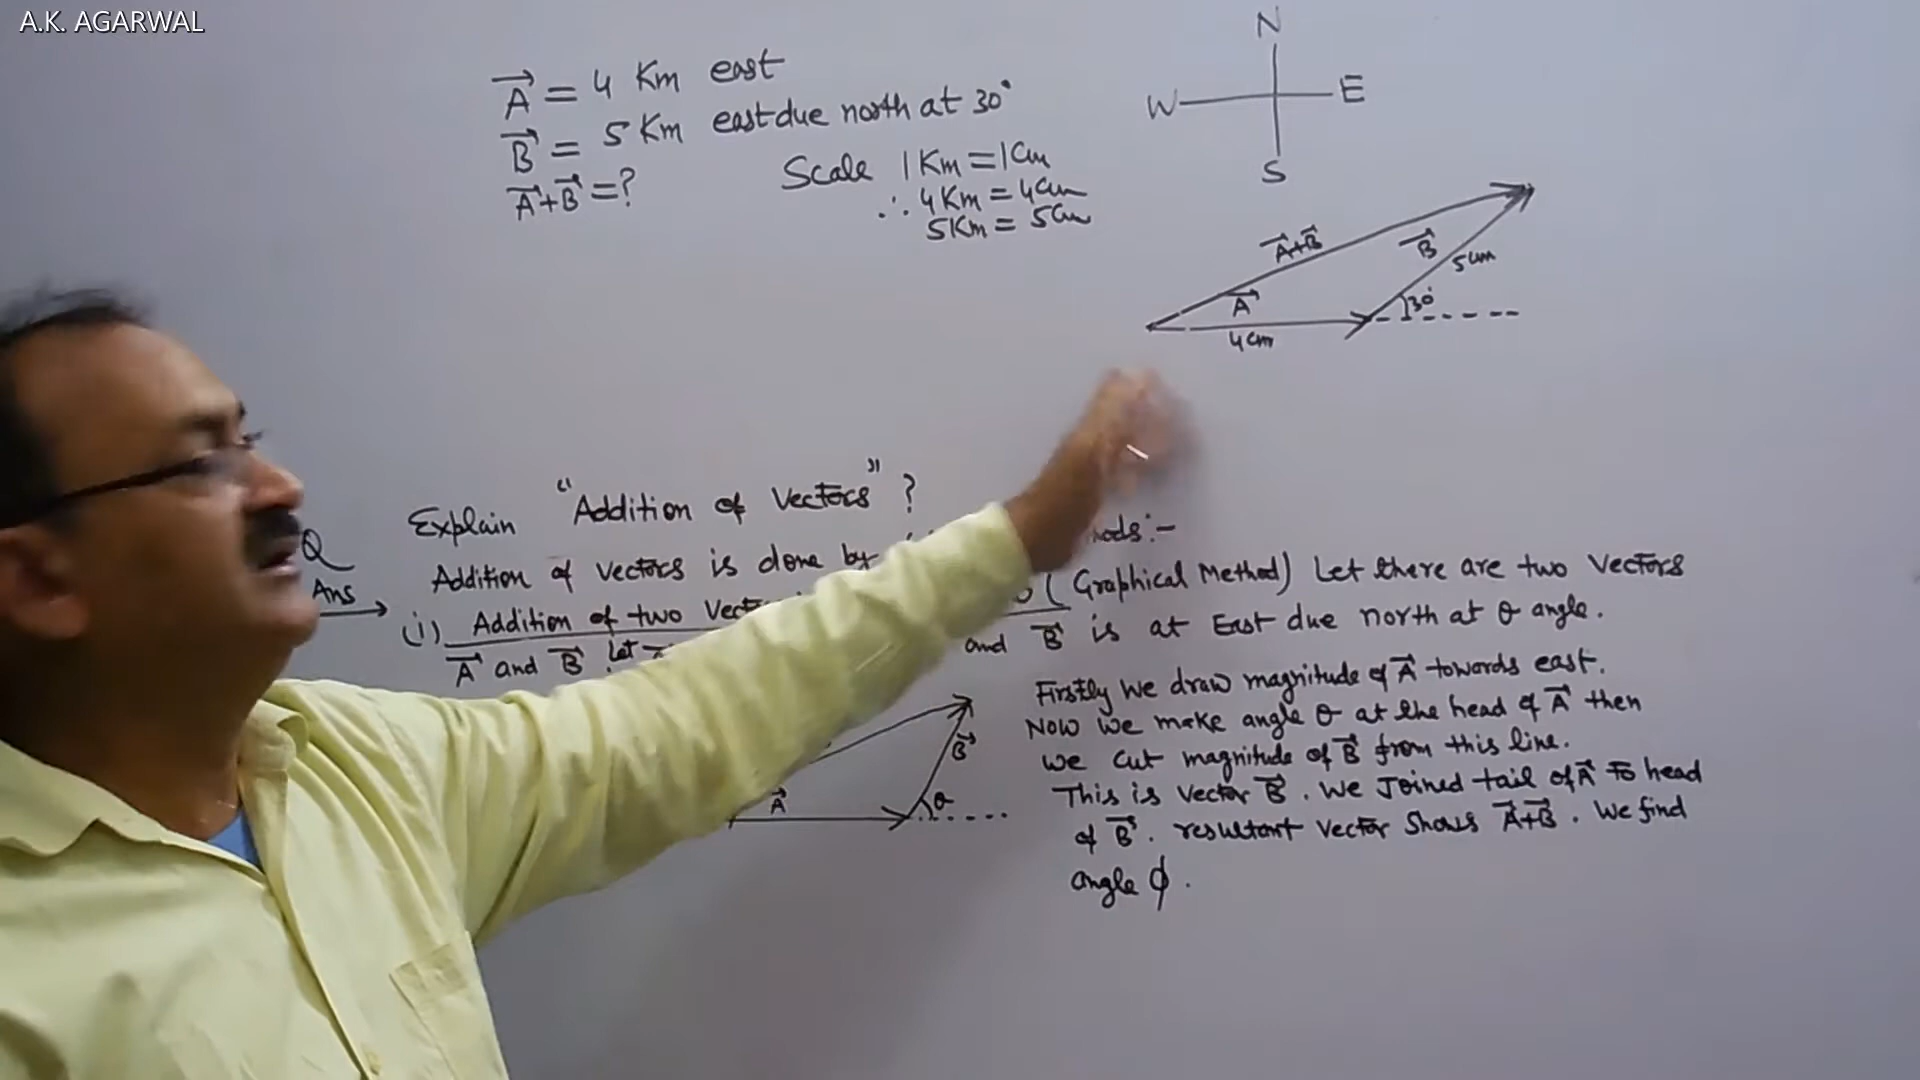 A.K. AGARWAL
A⃗ = 4 Km east
B⃗ = 5 Km east due north at 30°
A⃗+B⃗ = ?
Scale 1 Km = 1 Cm
∴ 4 Km = 4 Cm
5 Km = 5 Cm
N
W E
S
A⃗+B⃗
B⃗
5 cm
A⃗
30°
4 cm
Q Explain "Addition of Vectors" ?
Ans Addition of vectors is done by
(i) Addition of two Vect (Graphical Method) Let there are two Vectors
A⃗ and B⃗ Let and B⃗ is at East due north at θ angle.
B⃗
A⃗
θ
Firstly we draw magnitude of A⃗ towards east.
Now we make angle θ at the head of A⃗ then
we cut magnitude of B⃗ from this line.
This is vector B⃗. We Joined tail of A⃗ to head
of B⃗. resultant vector Shows A⃗+B⃗. We find
angle ϕ.